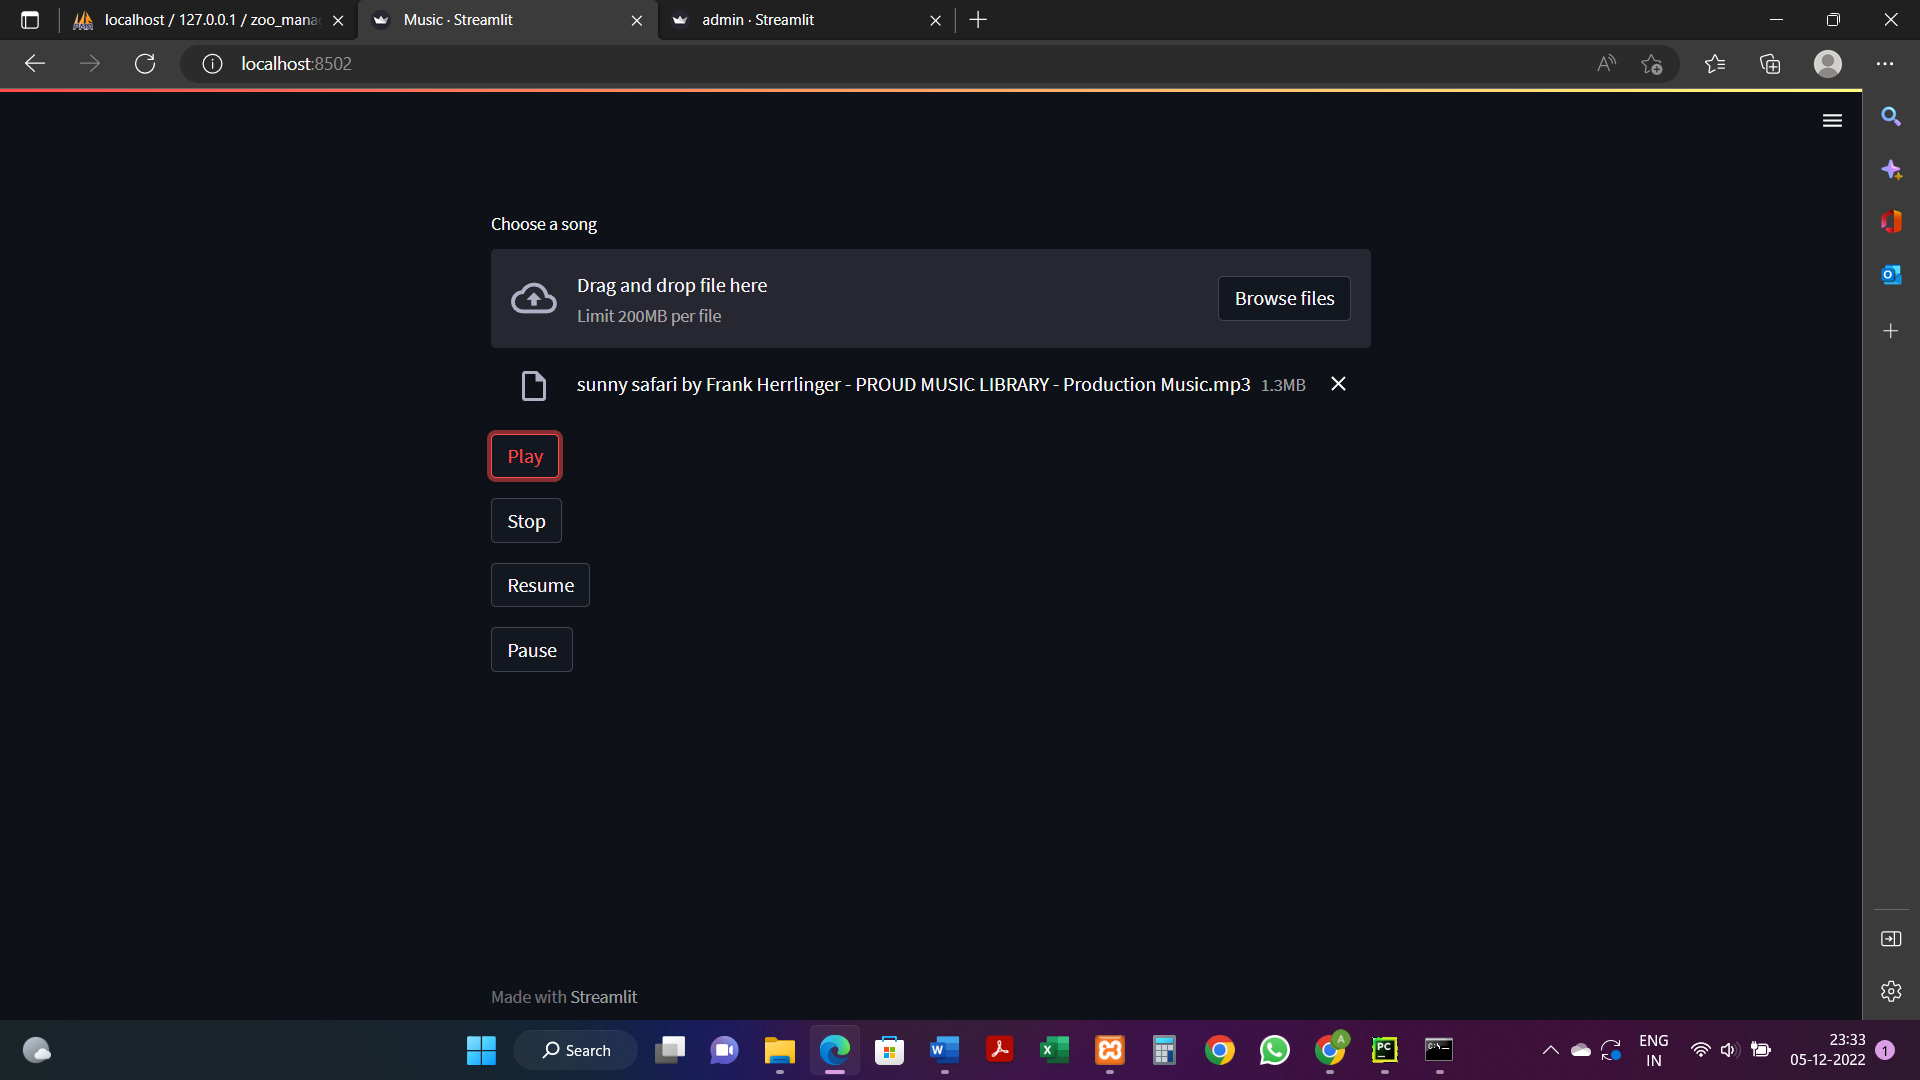 localhost / 127.0.0.1 / zoo_mana
Music · Streamlit
admin · Streamlit
localhost:8502
Choose a song
Drag and drop file here
Limit 200MB per file
Browse files
sunny safari by Frank Herrlinger - PROUD MUSIC LIBRARY - Production Music.mp3 1.3MB
Play
Stop
Resume
Pause
Made with Streamlit
Search
ENG
IN
23:33
05-12-2022
1